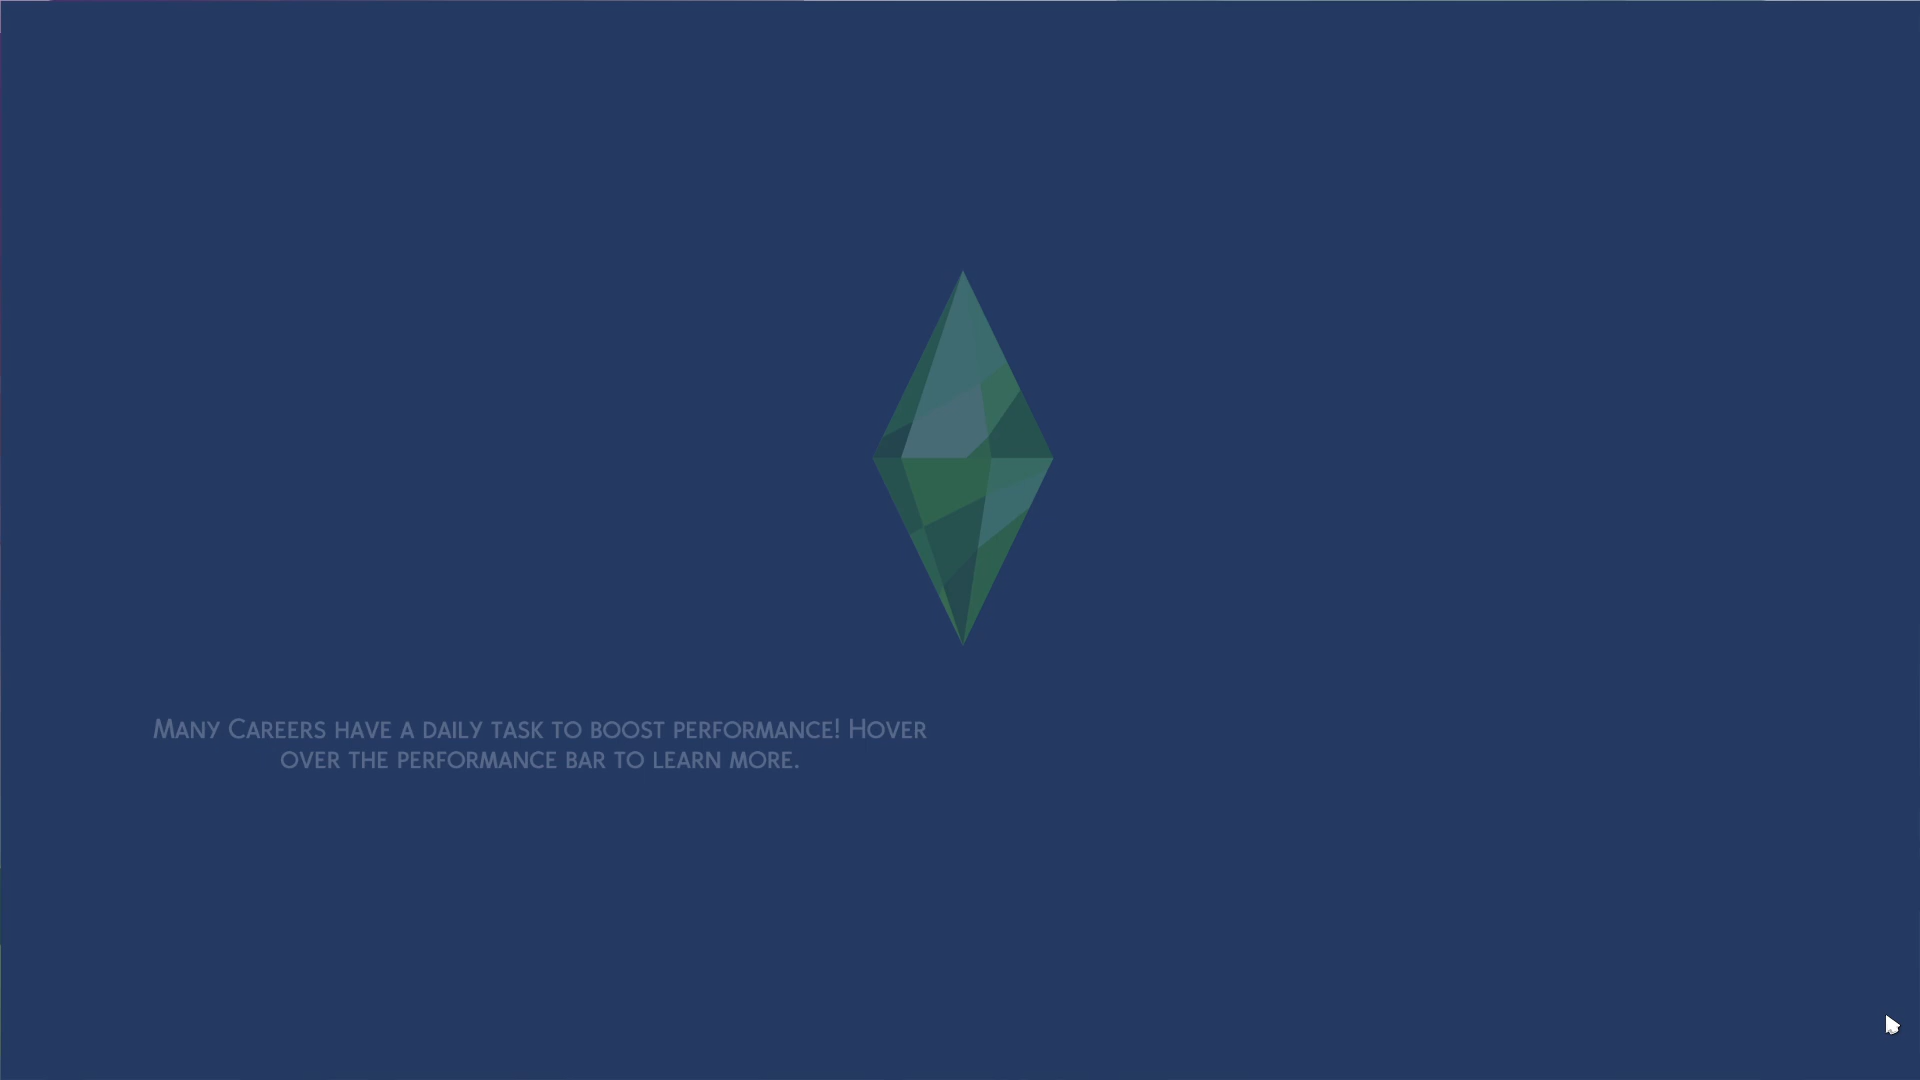 Many Careers have a daily task to boost performance! Hover
over the performance bar to learn more.